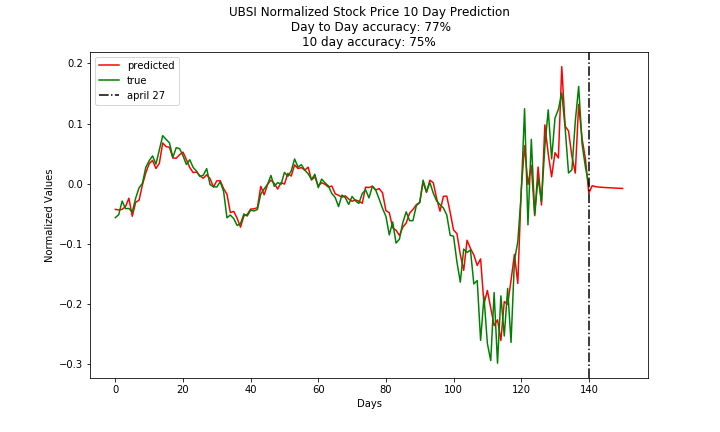 UBSI Normalized Stock Price 10 Day Prediction
Day to Day accuracy: 77%
10 day accuracy: 75%
predicted
true
april 27
Normalized Values
0.2
0.1
0.0
−0.1
−0.2
−0.3
0 20 40 60 80 100 120 140
Days